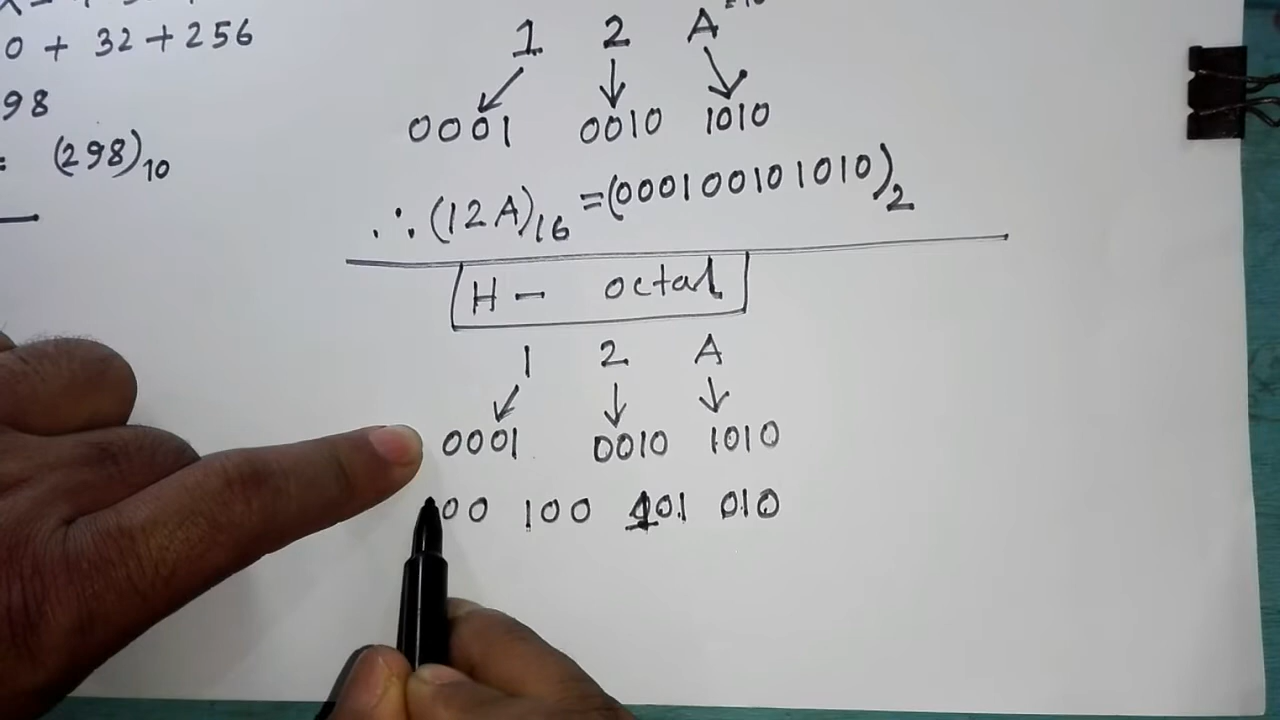 0 + 32 + 256
98
(298)10
1 2 A
0001 0010 1010
∴ (12A)16 = (000100101010)2
H - octal
1 2 A
0001 0010 1010
00 100 101 010